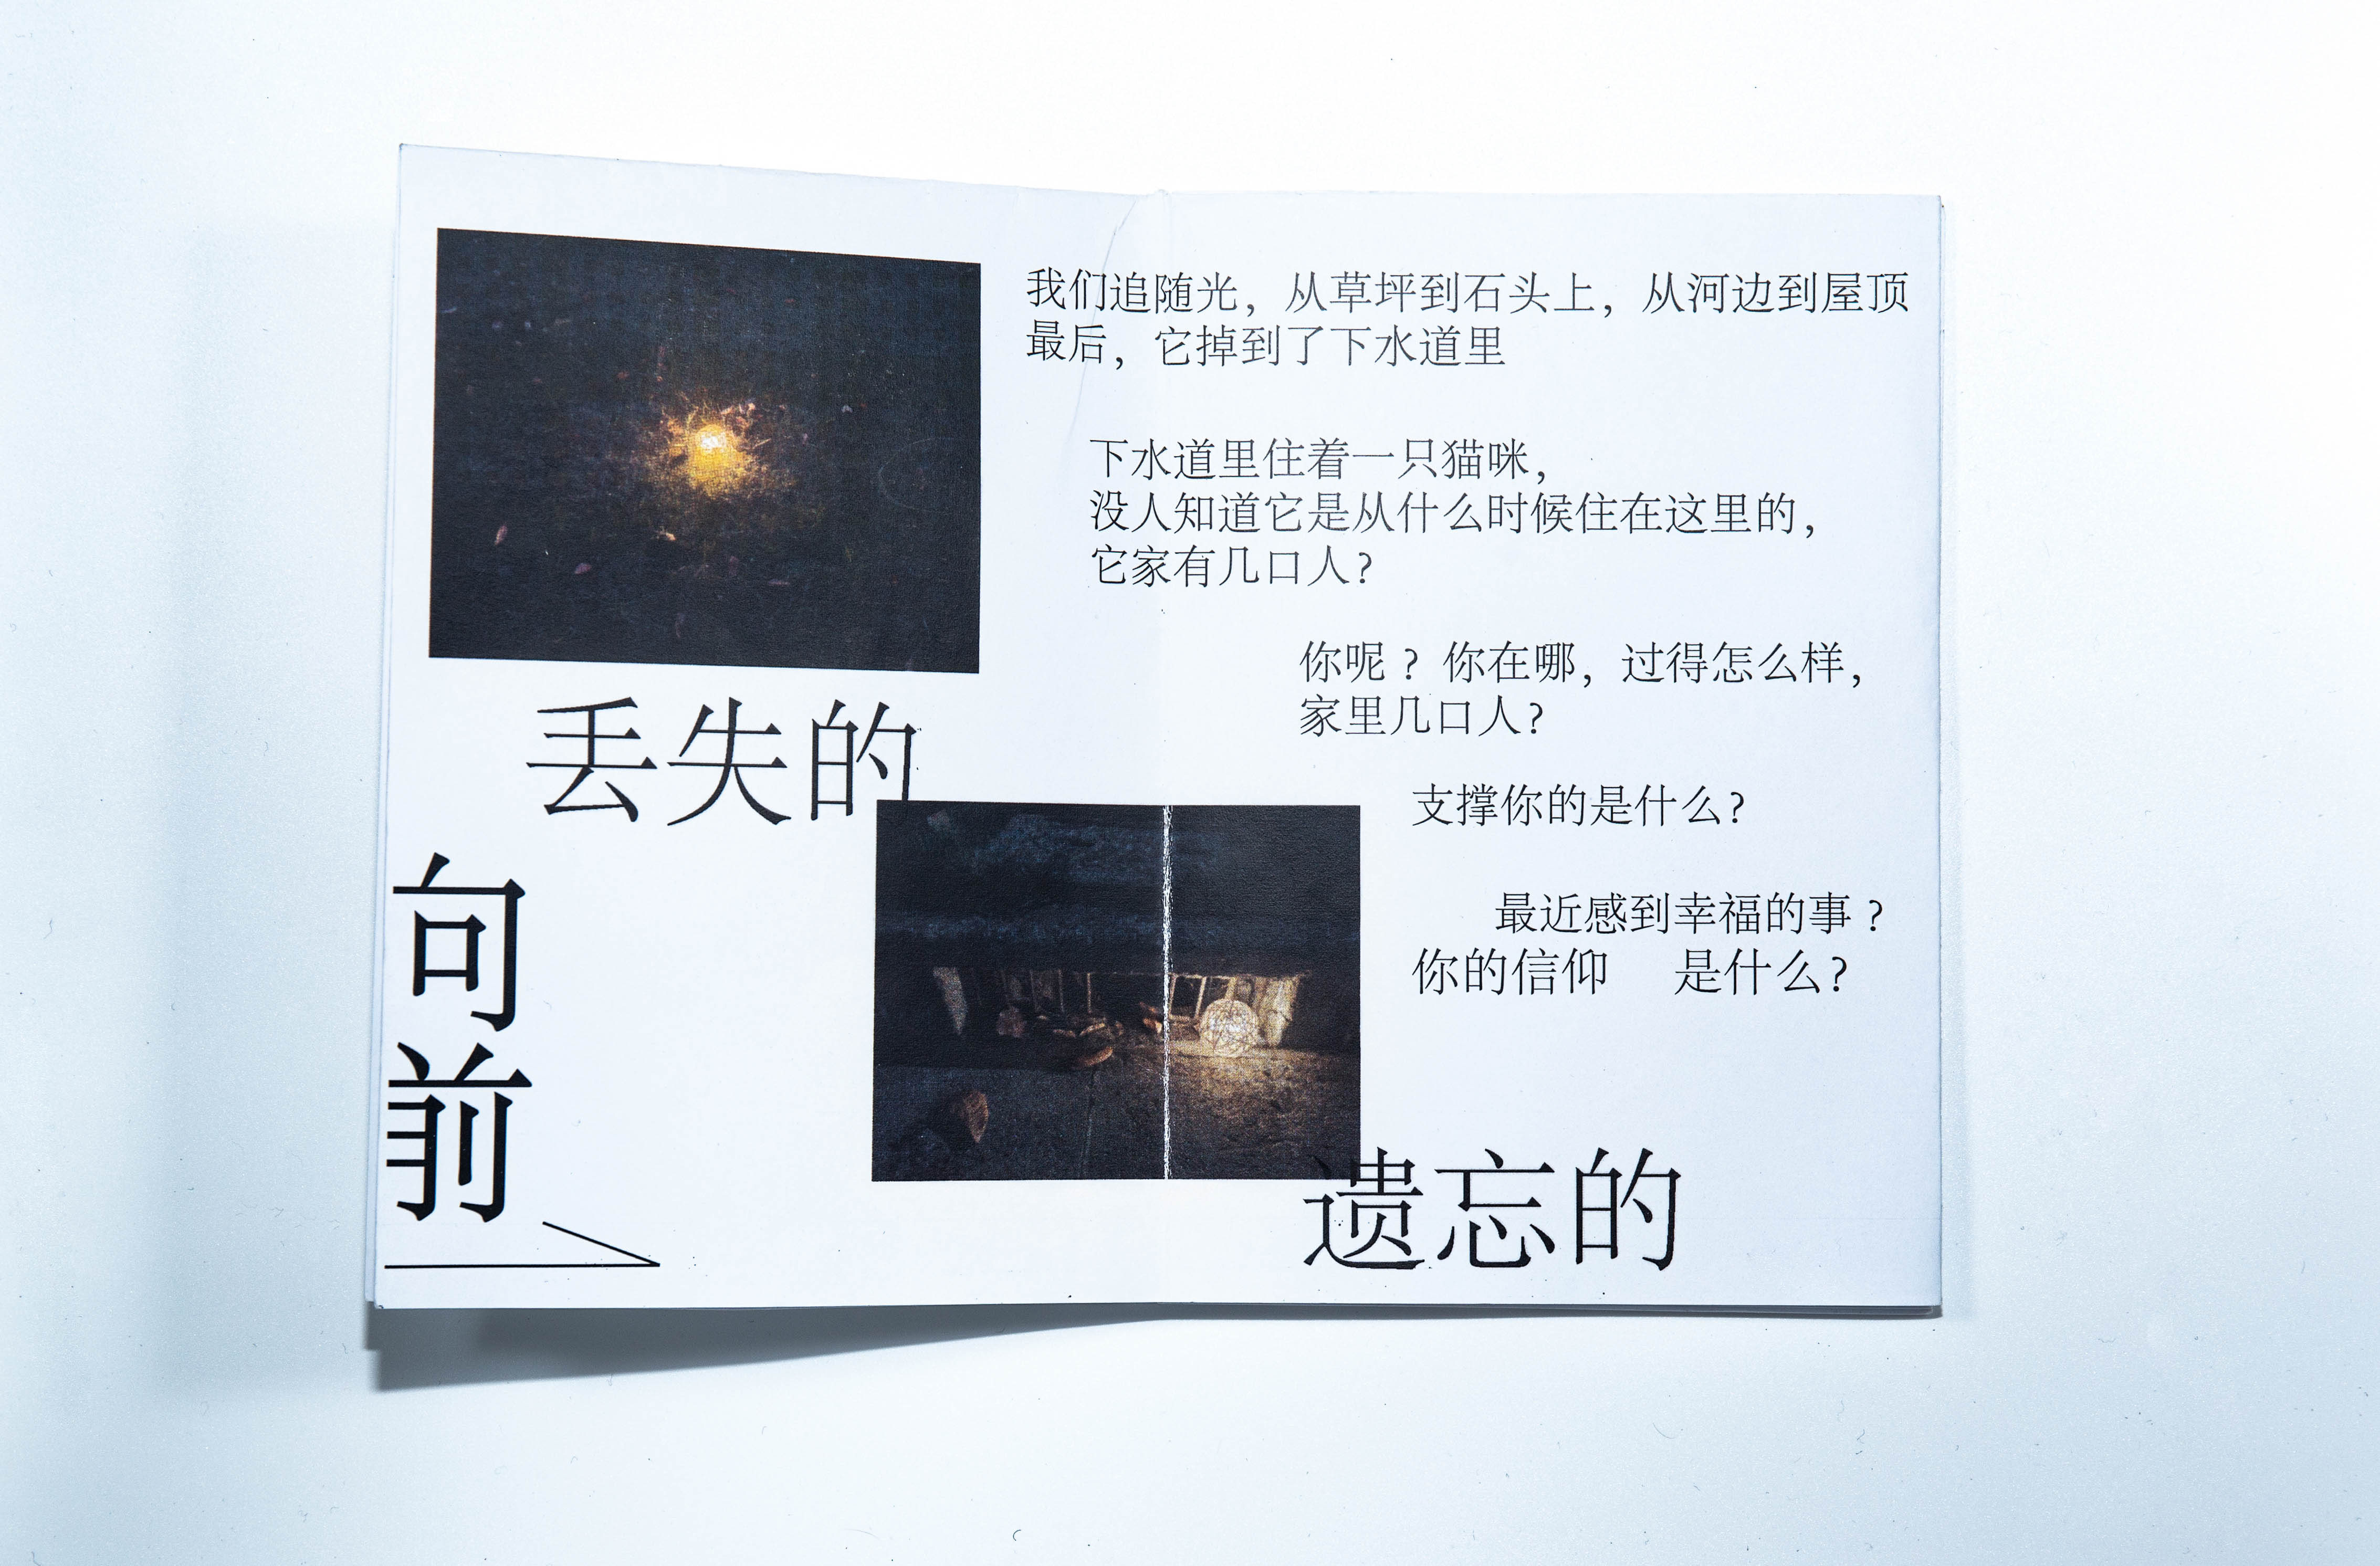 我们追随光，从草坪到石头上，从河边到屋顶
最后，它掉到了下水道里
下水道里住着一只猫咪，
没人知道它是从什么时候住在这里的，
它家有几口人？
你呢？你在哪，过得怎么样，
家里几口人？
支撑你的是什么？
最近感到幸福的事？
你的信仰 是什么？
丢失的
向前
遗忘的